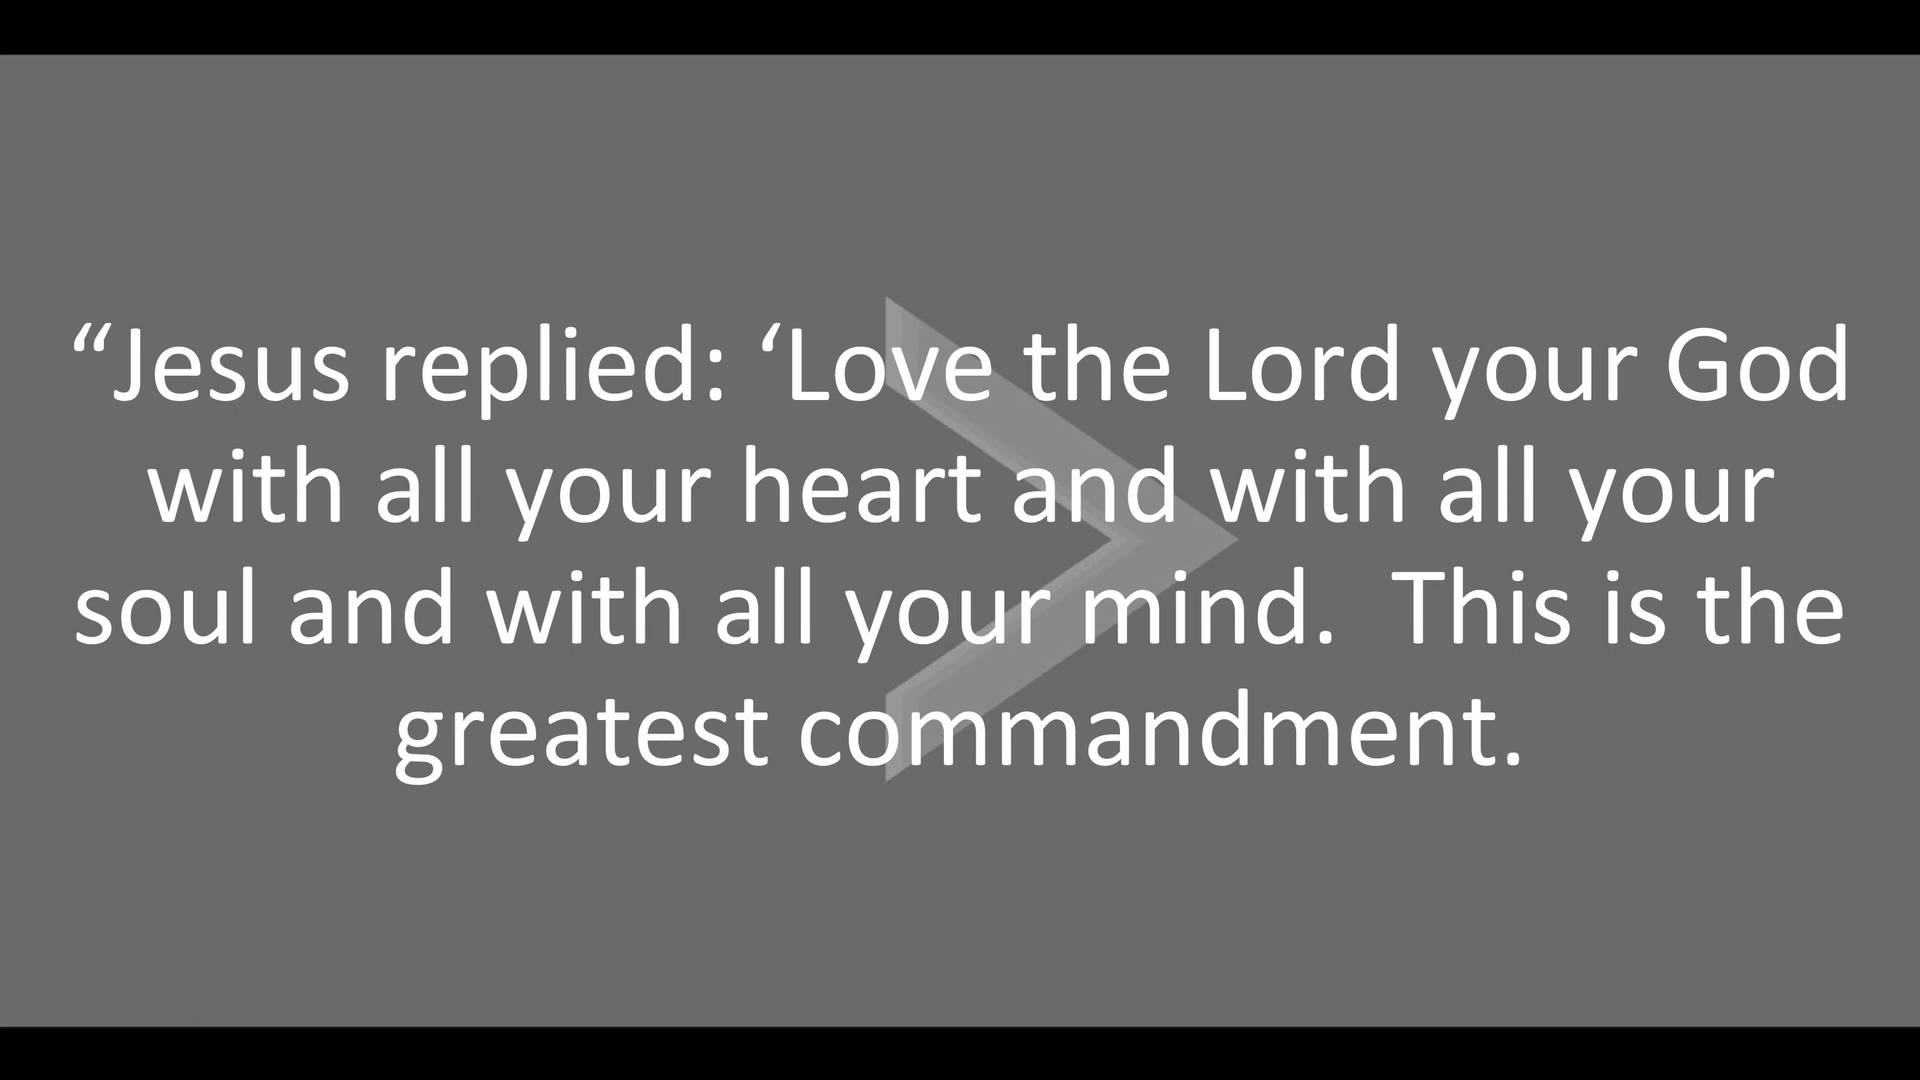 “Jesus replied: ‘Love the Lord your God
with all your heart and with all your
soul and with all your mind.  This is the
greatest commandment.